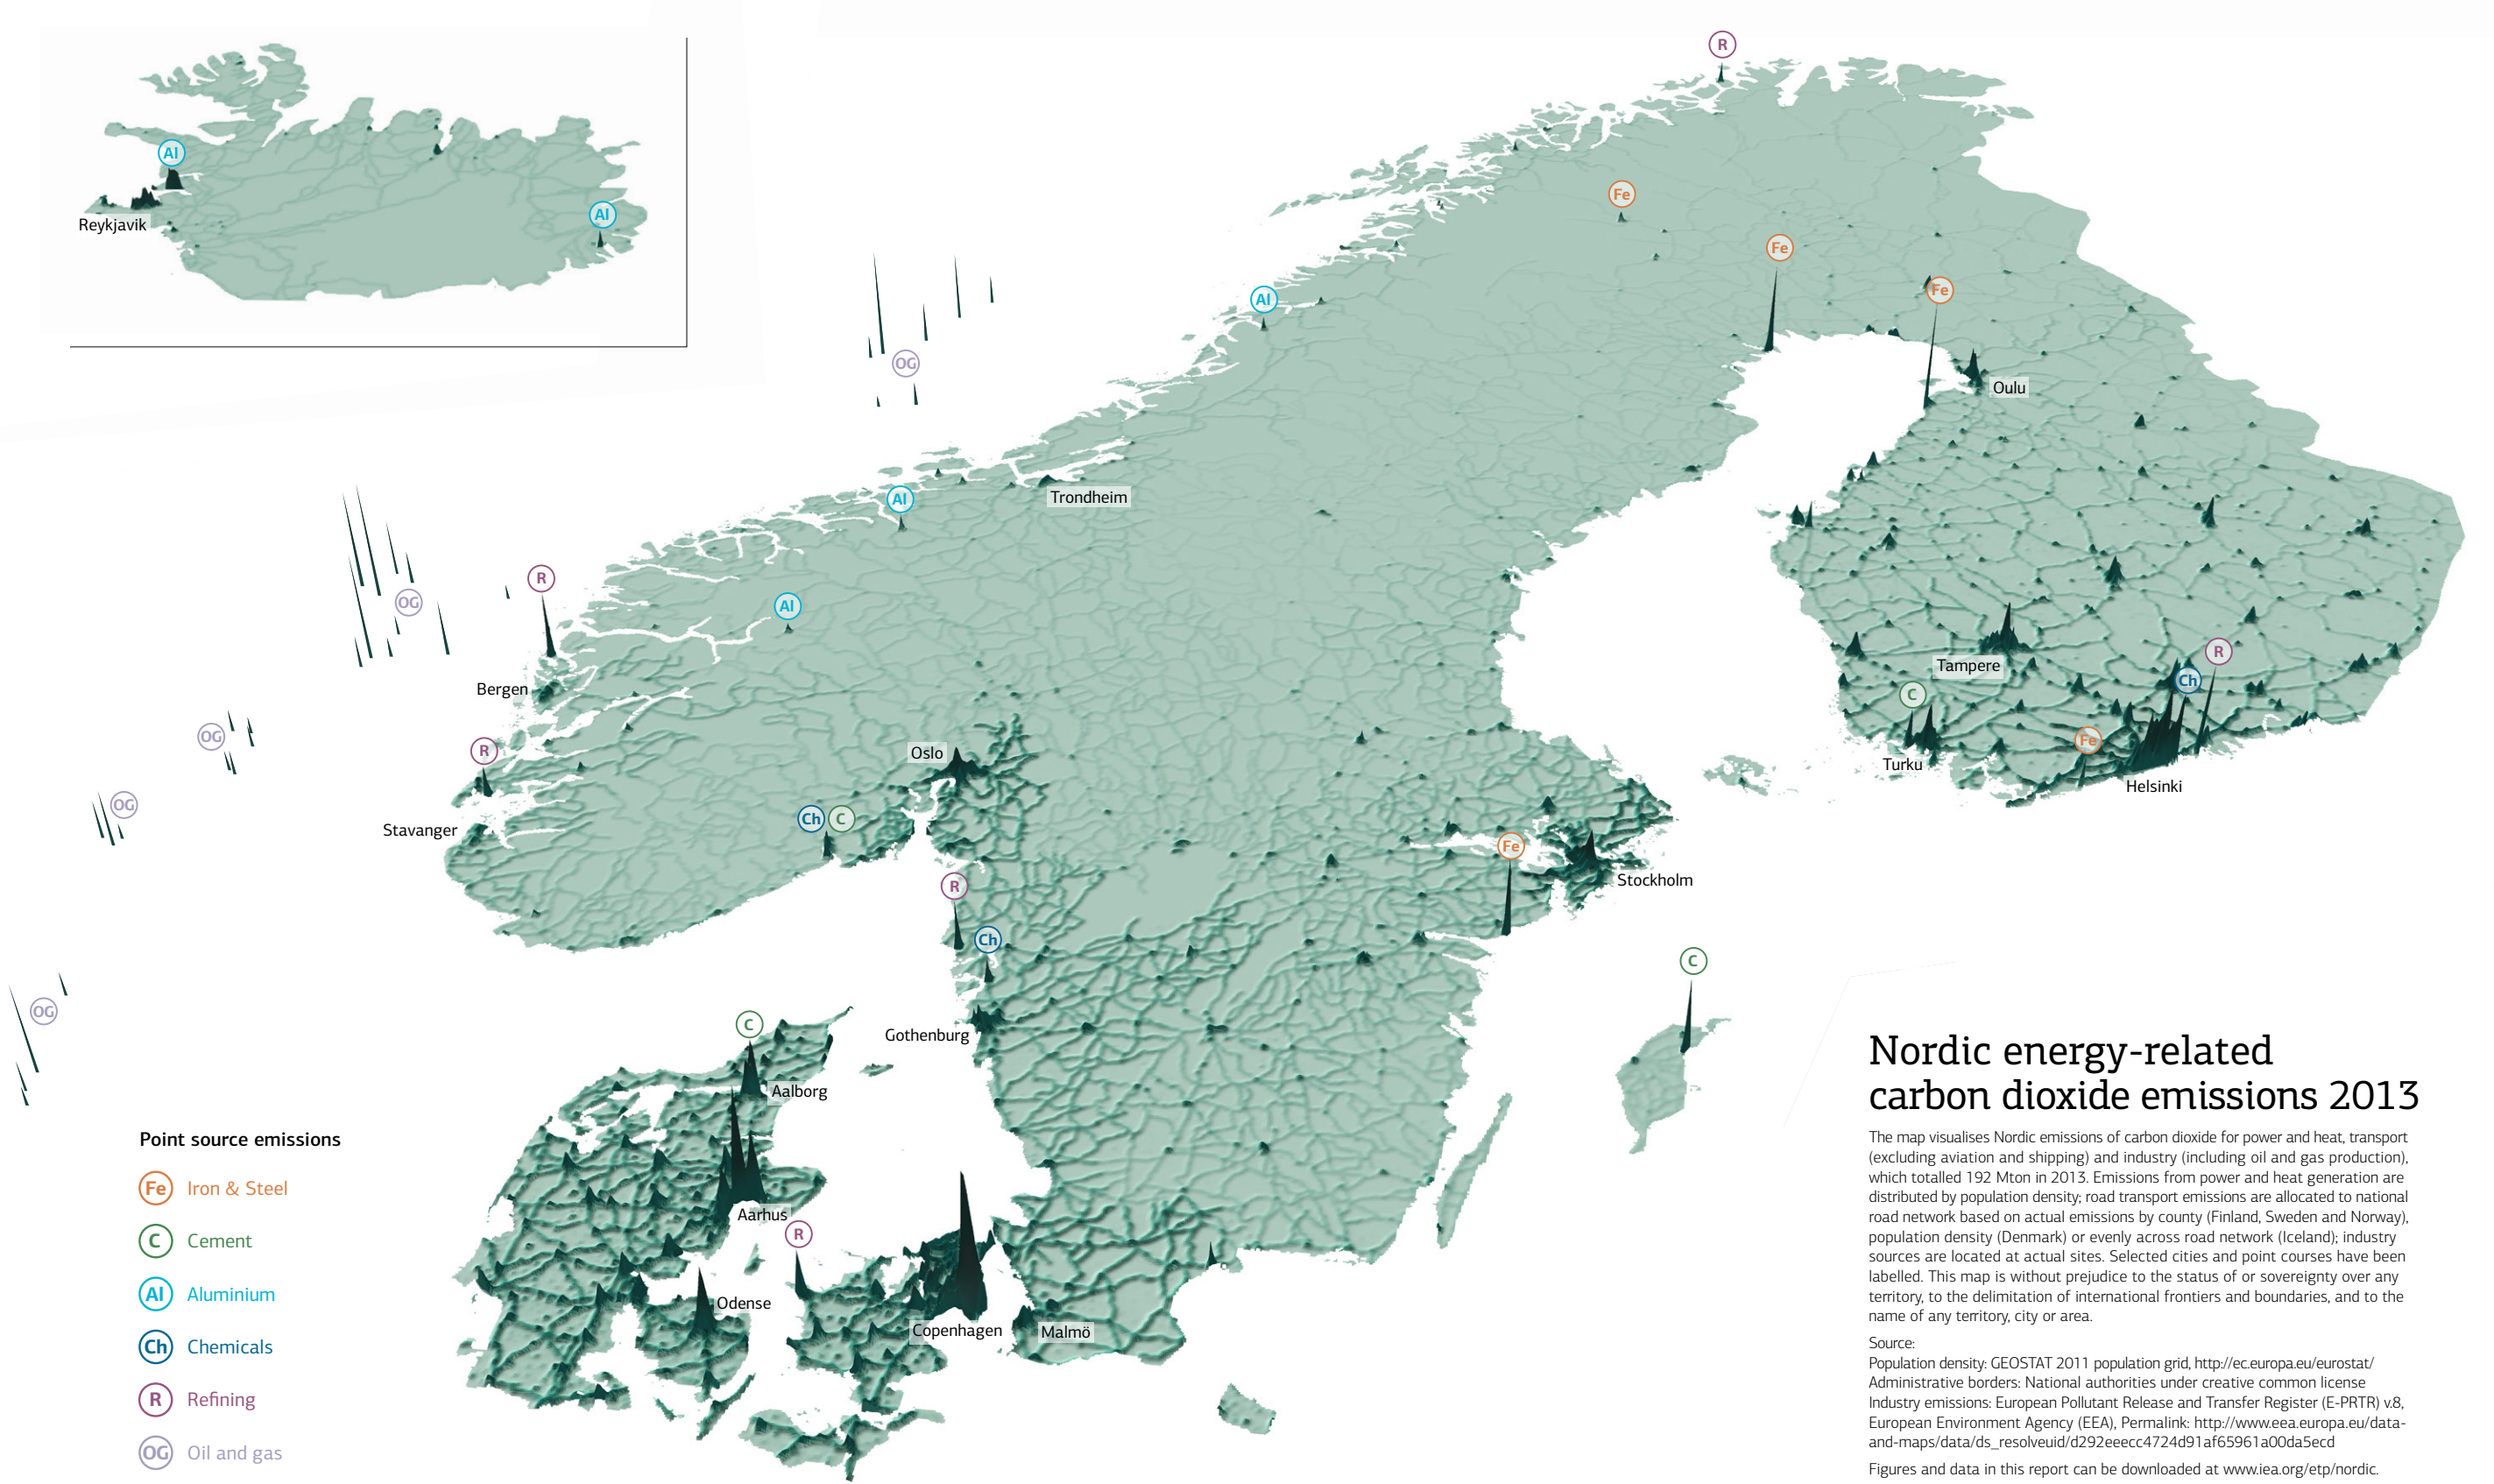 R
Al
Fe
Al
Reykjavik
Fe
Fe
Al
OG
Oulu
Al
Trondheim
R
OG
Al
R
Tampere
Ch
Bergen
C
OG
Fe
R
Oslo
Turku
Helsinki
OG
Ch
C
Stavanger
Fe
Stockholm
R
Ch
C
OG
C
Gothenburg
Aalborg
Aarhus
R
Odense
Copenhagen
Malmö
Point source emissions
Fe Iron & Steel
C Cement
Al Aluminium
Ch Chemicals
R Refining
OG Oil and gas
Nordic energy-related
carbon dioxide emissions 2013
The map visualises Nordic emissions of carbon dioxide for power and heat, transport
(excluding aviation and shipping) and industry (including oil and gas production),
which totalled 192 Mton in 2013. Emissions from power and heat generation are
distributed by population density; road transport emissions are allocated to national
road network based on actual emissions by county (Finland, Sweden and Norway),
population density (Denmark) or evenly across road network (Iceland); industry
sources are located at actual sites. Selected cities and point courses have been
labelled. This map is without prejudice to the status of or sovereignty over any
territory, to the delimitation of international frontiers and boundaries, and to the
name of any territory, city or area.
Source:
Population density: GEOSTAT 2011 population grid, http://ec.europa.eu/eurostat/
Administrative borders: National authorities under creative common license
Industry emissions: European Pollutant Release and Transfer Register (E-PRTR) v.8,
European Environment Agency (EEA), Permalink: http://www.eea.europa.eu/data-
and-maps/data/ds_resolveuid/d292eeecc4724d91af65961a00da5ecd
Figures and data in this report can be downloaded at www.iea.org/etp/nordic.